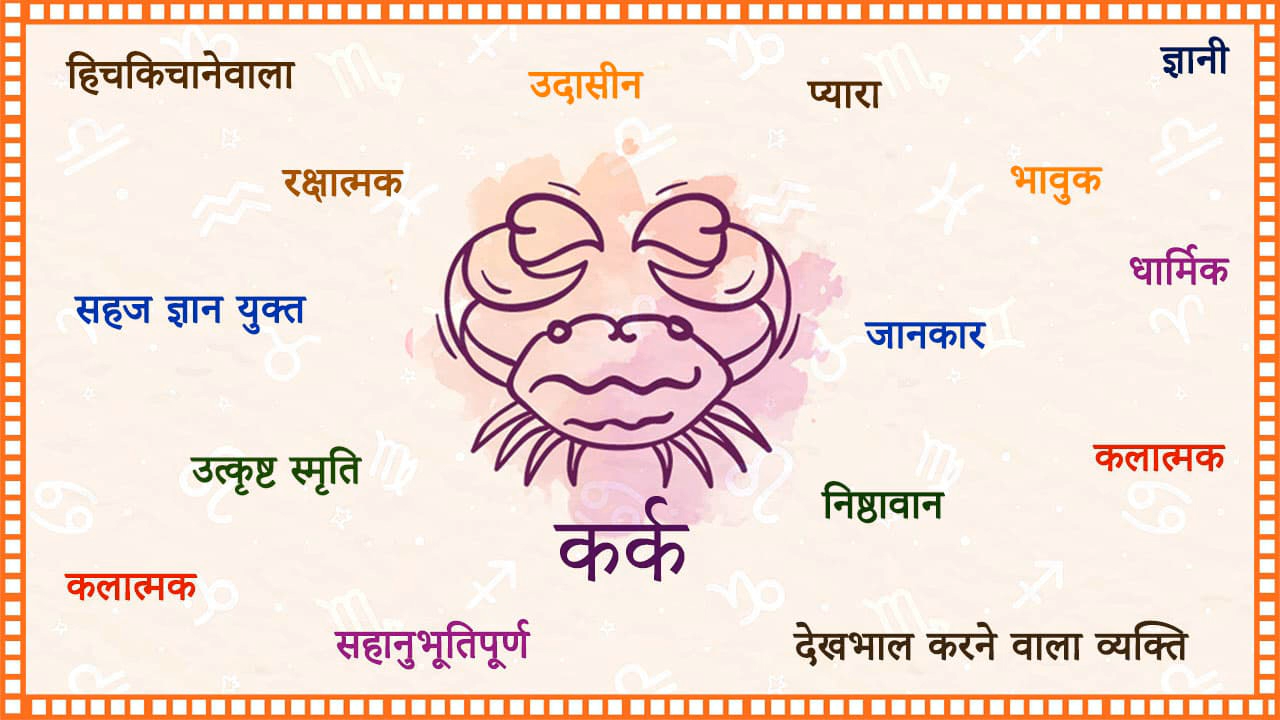 हिचकिचानेवाला
उदासीन
प्यारा
ज्ञानी
रक्षात्मक
भावुक
धार्मिक
सहज ज्ञान युक्त
जानकार
उत्कृष्ट स्मृति
कलात्मक
निष्ठावान
कर्क
कलात्मक
सहानुभूतिपूर्ण
देखभाल करने वाला व्यक्ति